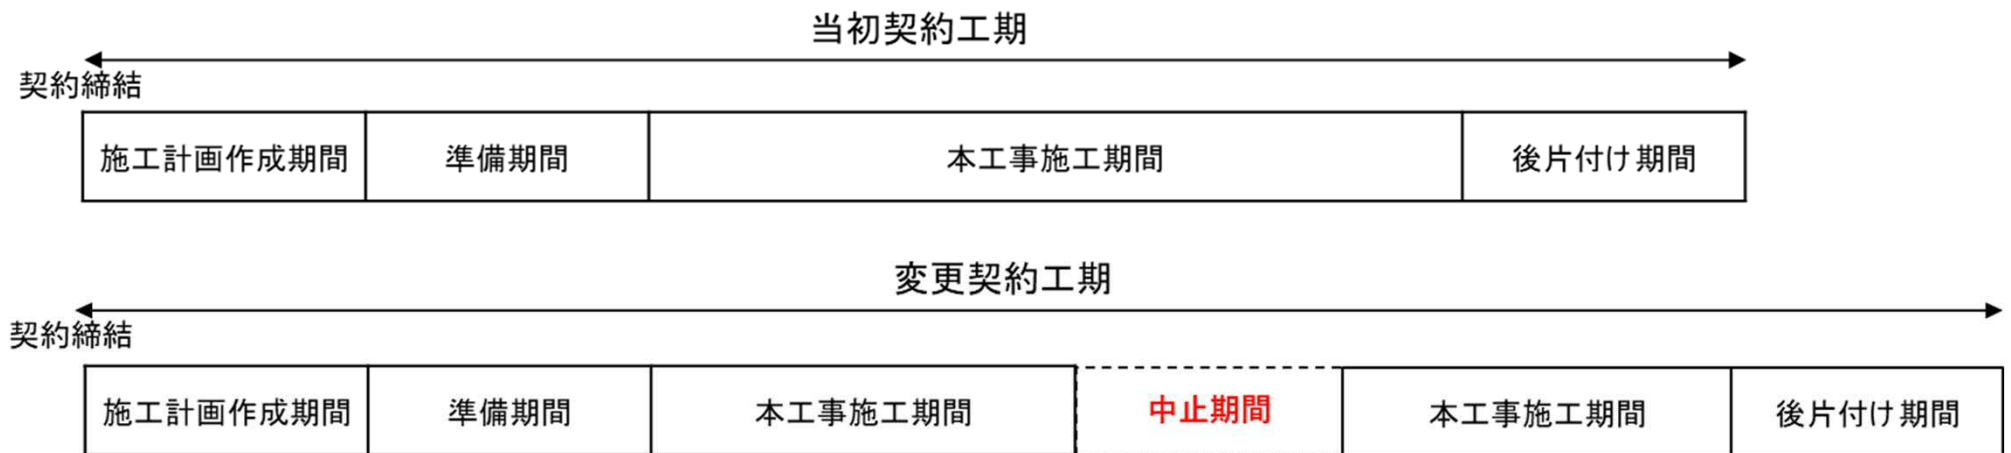 当初契約工期
契約締結
施工計画作成期間 準備期間 本工事施工期間 後片付け期間
変更契約工期
契約締結
施工計画作成期間 準備期間 本工事施工期間 中止期間 本工事施工期間 後片付け期間